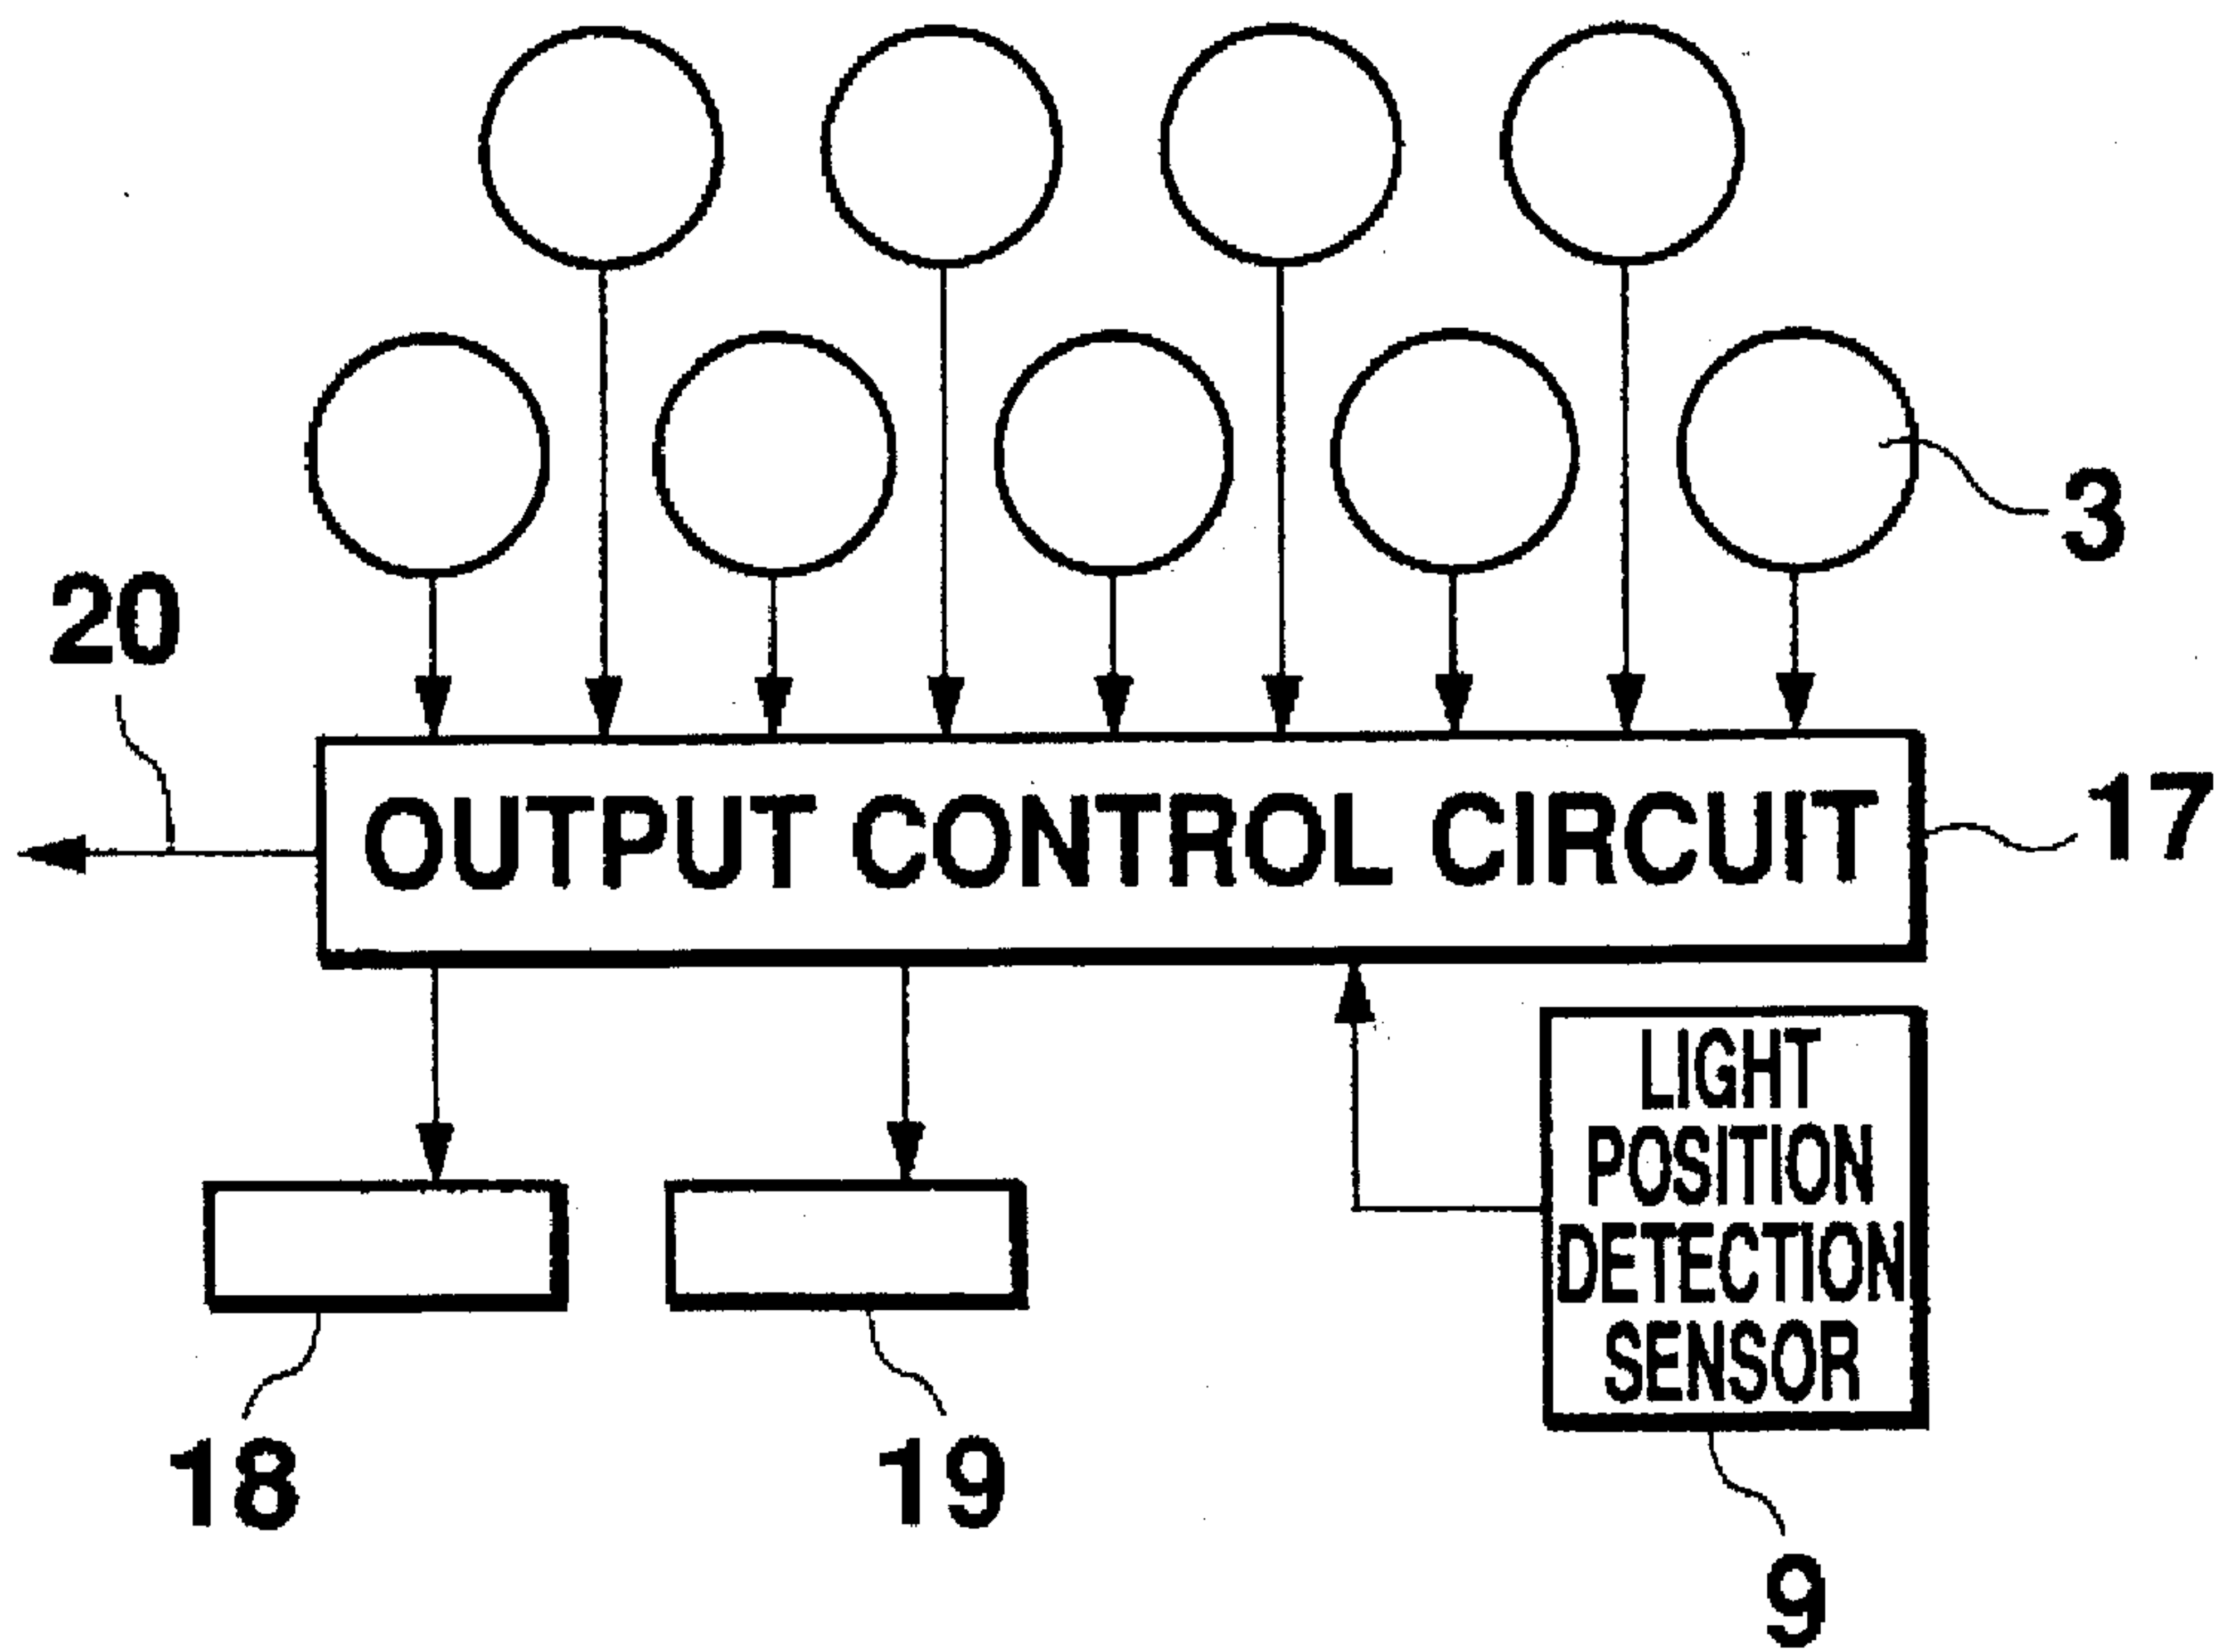 3
20
OUTPUT CONTROL CIRCUIT
17
LIGHT
POSITION
DETECTION
SENSOR
18
19
9